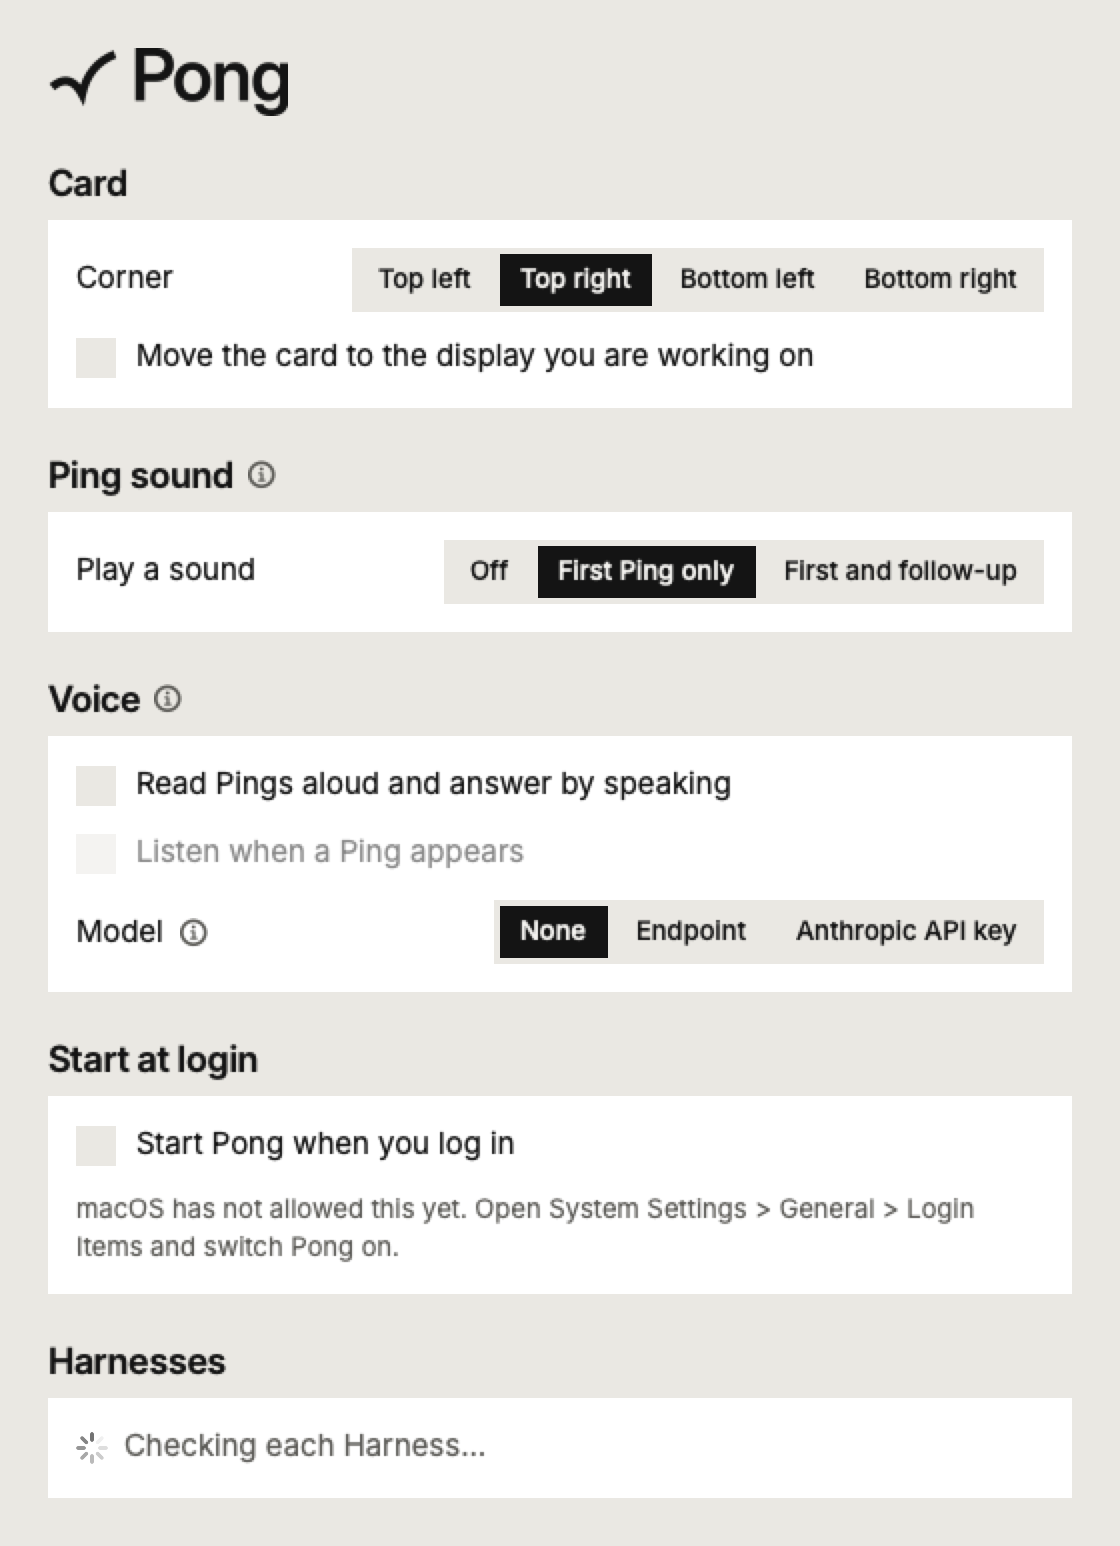 Pong
Card
Corner
Top left
Top right
Bottom left
Bottom right
Move the card to the display you are working on
Ping sound
Play a sound
Off
First Ping only
First and follow-up
Voice
Read Pings aloud and answer by speaking
Listen when a Ping appears
Model
None
Endpoint
Anthropic API key
Start at login
Start Pong when you log in
macOS has not allowed this yet. Open System Settings > General > Login
Items and switch Pong on.
Harnesses
Checking each Harness...